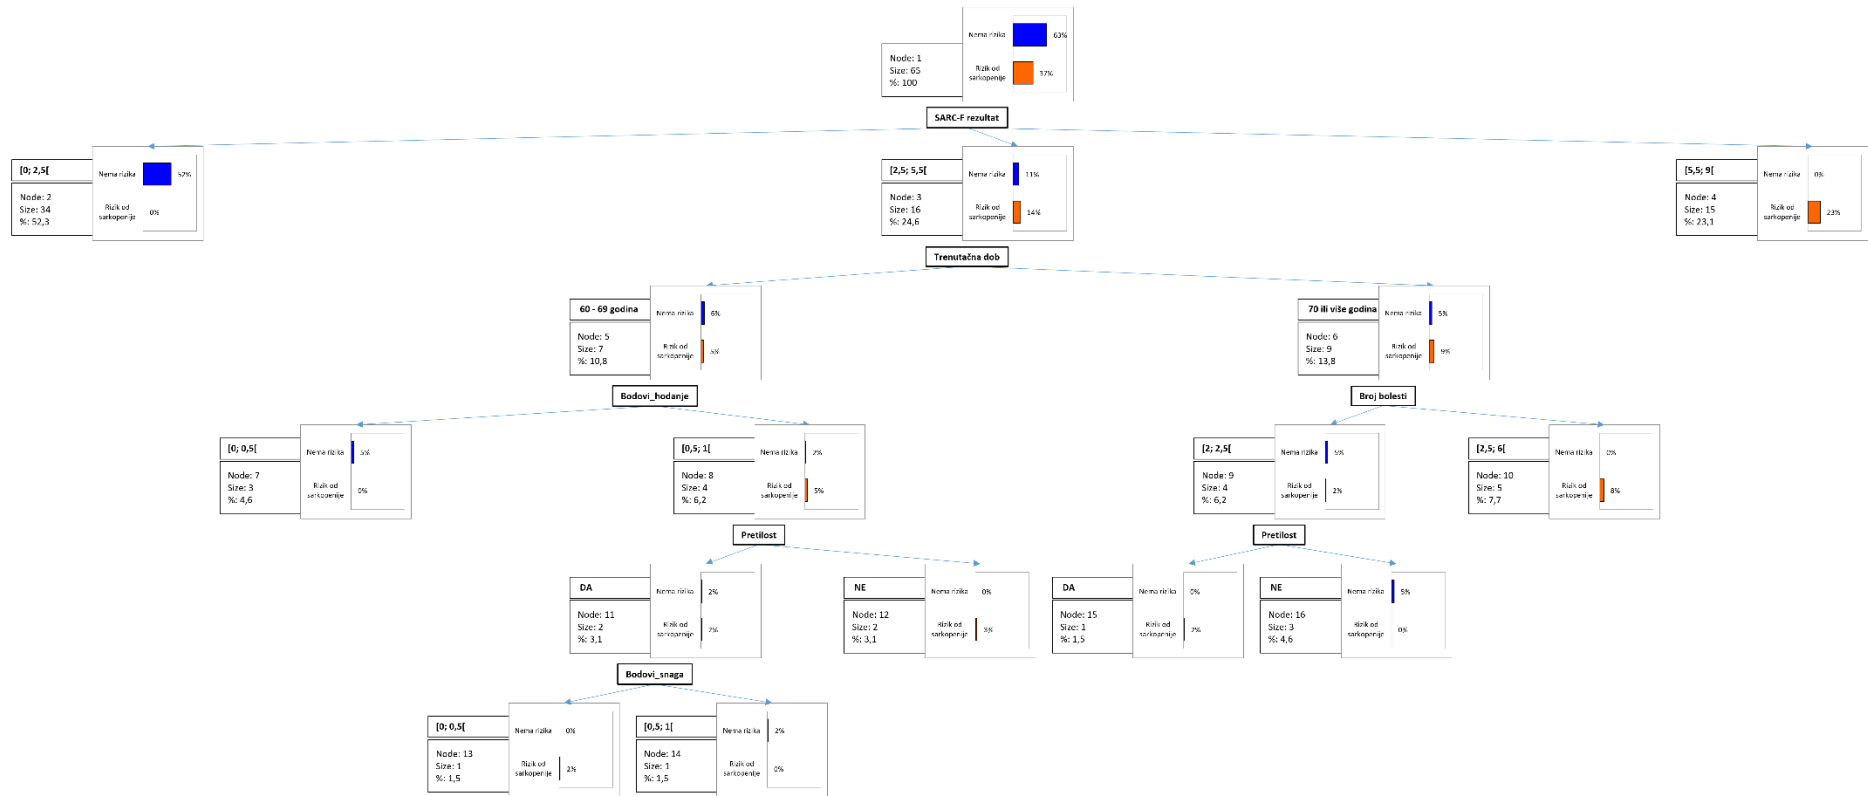 Nema rizika 63%
Node: 1
Size: 65
%: 100
Rizik od
sarkopenije 37%
SARC-F rezultat
[0; 2,5[
Nema rizika 52%
Node: 2
Size: 34
%: 52,3
Rizik od
sarkopenije 0%
[2,5; 5,5[
Nema rizika 11%
Node: 3
Size: 16
%: 24,6
Rizik od
sarkopenije 14%
[5,5; 9[
Nema rizika 0%
Node: 4
Size: 15
%: 23,1
Rizik od
sarkopenije 23%
Trenutačna dob
60 - 69 godina
Nema rizika 6%
Node: 5
Size: 7
%: 10,8
Rizik od
sarkopenije 5%
70 ili više godina
Nema rizika 5%
Node: 6
Size: 9
%: 13,8
Rizik od
sarkopenije 9%
Bodovi_hodanje
Broj bolesti
[0; 0,5[
Nema rizika 5%
Node: 7
Size: 3
%: 4,6
Rizik od
sarkopenije 0%
[0,5; 1[
Nema rizika 2%
Node: 8
Size: 4
%: 6,2
Rizik od
sarkopenije 5%
[2; 2,5[
Nema rizika 5%
Node: 9
Size: 4
%: 6,2
Rizik od
sarkopenije 2%
[2,5; 6[
Nema rizika 0%
Node: 10
Size: 5
%: 7,7
Rizik od
sarkopenije 8%
Pretilost
Pretilost
DA
Nema rizika 2%
Node: 11
Size: 2
%: 3,1
Rizik od
sarkopenije 2%
NE
Nema rizika 0%
Node: 12
Size: 2
%: 3,1
Rizik od
sarkopenije 3%
DA
Nema rizika 0%
Node: 15
Size: 1
%: 1,5
Rizik od
sarkopenije 2%
NE
Nema rizika 5%
Node: 16
Size: 3
%: 4,6
Rizik od
sarkopenije 0%
Bodovi_snaga
[0; 0,5[
Nema rizika 0%
Node: 13
Size: 1
%: 1,5
Rizik od
sarkopenije 2%
[0,5; 1[
Nema rizika 2%
Node: 14
Size: 1
%: 1,5
Rizik od
sarkopenije 0%